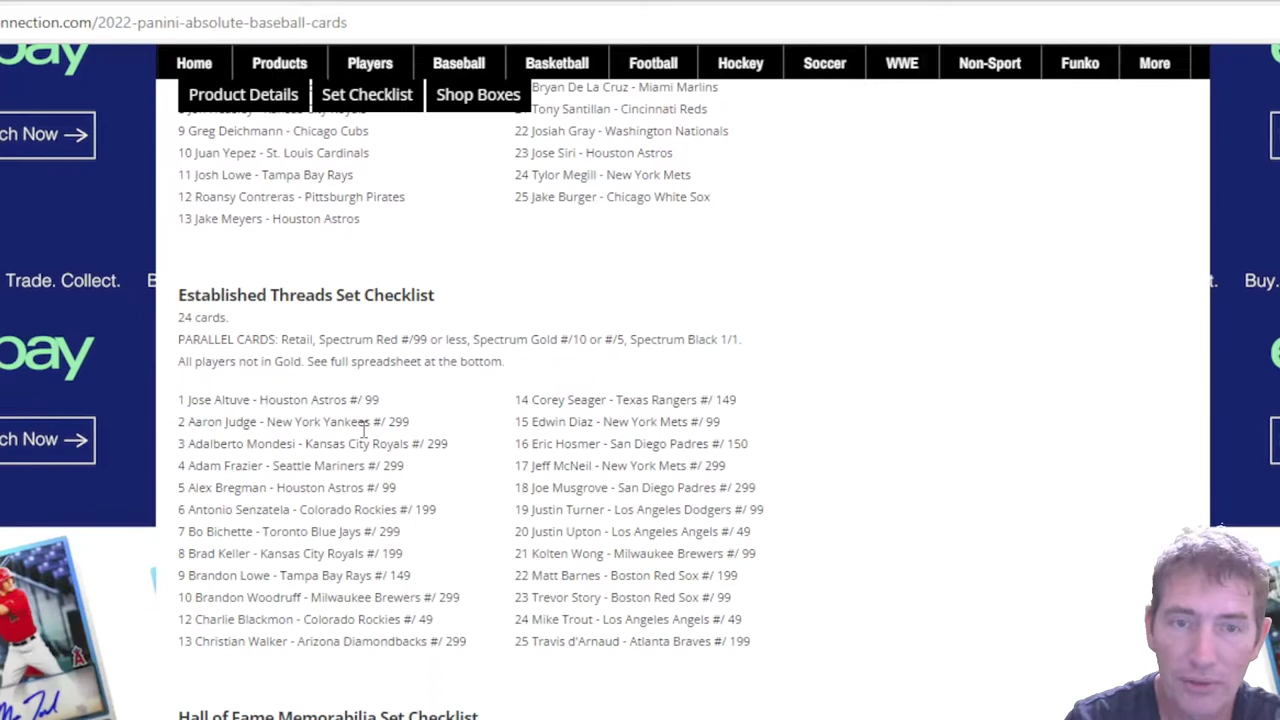 nnection.com/2022-panini-absolute-baseball-cards
Home Products Players Baseball Basketball Football Hockey Soccer WWE Non-Sport Funko More
Product Details Set Checklist Shop Boxes
9 Greg Deichmann - Chicago Cubs
10 Juan Yepez - St. Louis Cardinals
11 Josh Lowe - Tampa Bay Rays
12 Roansy Contreras - Pittsburgh Pirates
13 Jake Meyers - Houston Astros
Bryan De La Cruz - Miami Marlins
Tony Santillan - Cincinnati Reds
22 Josiah Gray - Washington Nationals
23 Jose Siri - Houston Astros
24 Tylor Megill - New York Mets
25 Jake Burger - Chicago White Sox
Established Threads Set Checklist
24 cards.
PARALLEL CARDS: Retail, Spectrum Red #/99 or less, Spectrum Gold #/10 or #/5, Spectrum Black 1/1.
All players not in Gold. See full spreadsheet at the bottom.
1 Jose Altuve - Houston Astros #/ 99
2 Aaron Judge - New York Yankees #/ 299
3 Adalberto Mondesi - Kansas City Royals #/ 299
4 Adam Frazier - Seattle Mariners #/ 299
5 Alex Bregman - Houston Astros #/ 99
6 Antonio Senzatela - Colorado Rockies #/ 199
7 Bo Bichette - Toronto Blue Jays #/ 299
8 Brad Keller - Kansas City Royals #/ 199
9 Brandon Lowe - Tampa Bay Rays #/ 149
10 Brandon Woodruff - Milwaukee Brewers #/ 299
12 Charlie Blackmon - Colorado Rockies #/ 49
13 Christian Walker - Arizona Diamondbacks #/ 299
14 Corey Seager - Texas Rangers #/ 149
15 Edwin Diaz - New York Mets #/ 99
16 Eric Hosmer - San Diego Padres #/ 150
17 Jeff McNeil - New York Mets #/ 299
18 Joe Musgrove - San Diego Padres #/ 299
19 Justin Turner - Los Angeles Dodgers #/ 99
20 Justin Upton - Los Angeles Angels #/ 49
21 Kolten Wong - Milwaukee Brewers #/ 99
22 Matt Barnes - Boston Red Sox #/ 199
23 Trevor Story - Boston Red Sox #/ 99
24 Mike Trout - Los Angeles Angels #/ 49
25 Travis d'Arnaud - Atlanta Braves #/ 199
Hall of Fame Memorabilia Set Checklist
pay
ch Now
Trade. Collect. B
pay
ch Now
t. Buy.